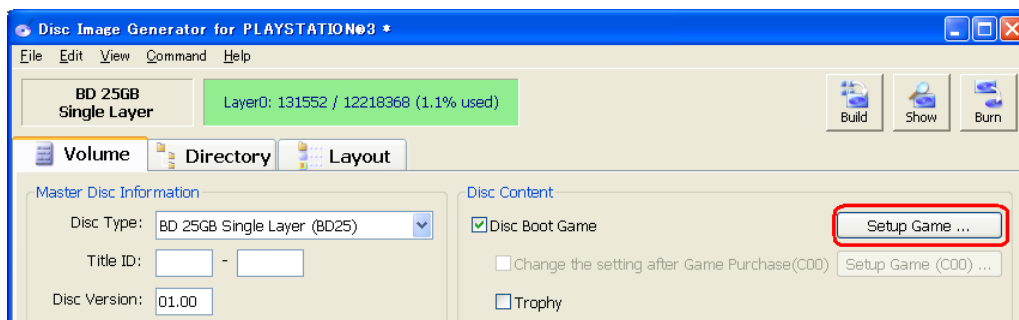 Disc Image Generator for PLAYSTATION®3 *
File Edit View Command Help
BD 25GB
Single Layer
Layer0: 131552 / 12218368 (1.1% used)
Build Show Burn
Volume Directory Layout
Master Disc Information
Disc Type: BD 25GB Single Layer (BD25)
Title ID: -
Disc Version: 01.00
Disc Content
Disc Boot Game Setup Game ...
Change the setting after Game Purchase(C00) Setup Game (C00) ...
Trophy